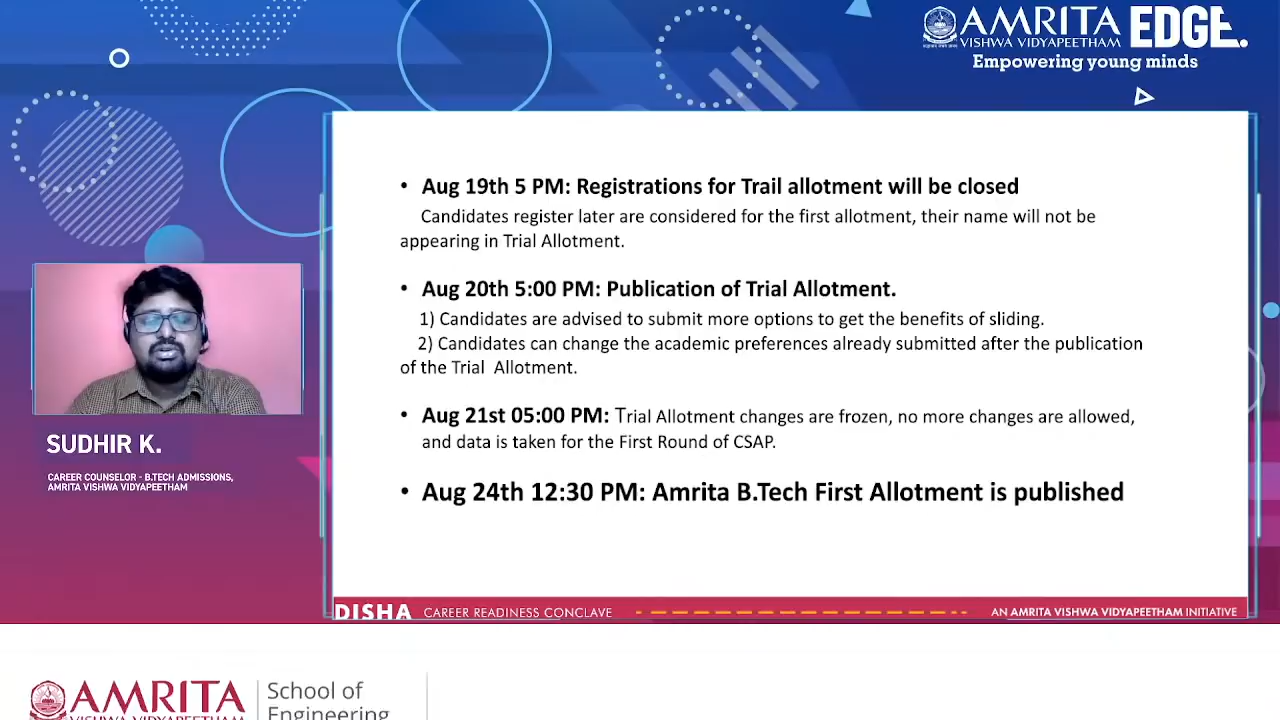 AMRITA EDGE.
VISHWA VIDYAPEETHAM
Empowering young minds
• Aug 19th 5 PM: Registrations for Trail allotment will be closed
Candidates register later are considered for the first allotment, their name will not be
appearing in Trial Allotment.
• Aug 20th 5:00 PM: Publication of Trial Allotment.
1) Candidates are advised to submit more options to get the benefits of sliding.
2) Candidates can change the academic preferences already submitted after the publication
of the Trial Allotment.
• Aug 21st 05:00 PM: Trial Allotment changes are frozen, no more changes are allowed,
and data is taken for the First Round of CSAP.
• Aug 24th 12:30 PM: Amrita B.Tech First Allotment is published
SUDHIR K.
CAREER COUNSELOR - B.TECH ADMISSIONS,
AMRITA VISHWA VIDYAPEETHAM
DISHA CAREER READINESS CONCLAVE
AN AMRITA VISHWA VIDYAPEETHAM INITIATIVE
AMRITA
VISHWA VIDYAPEETHAM
School of
Engineering